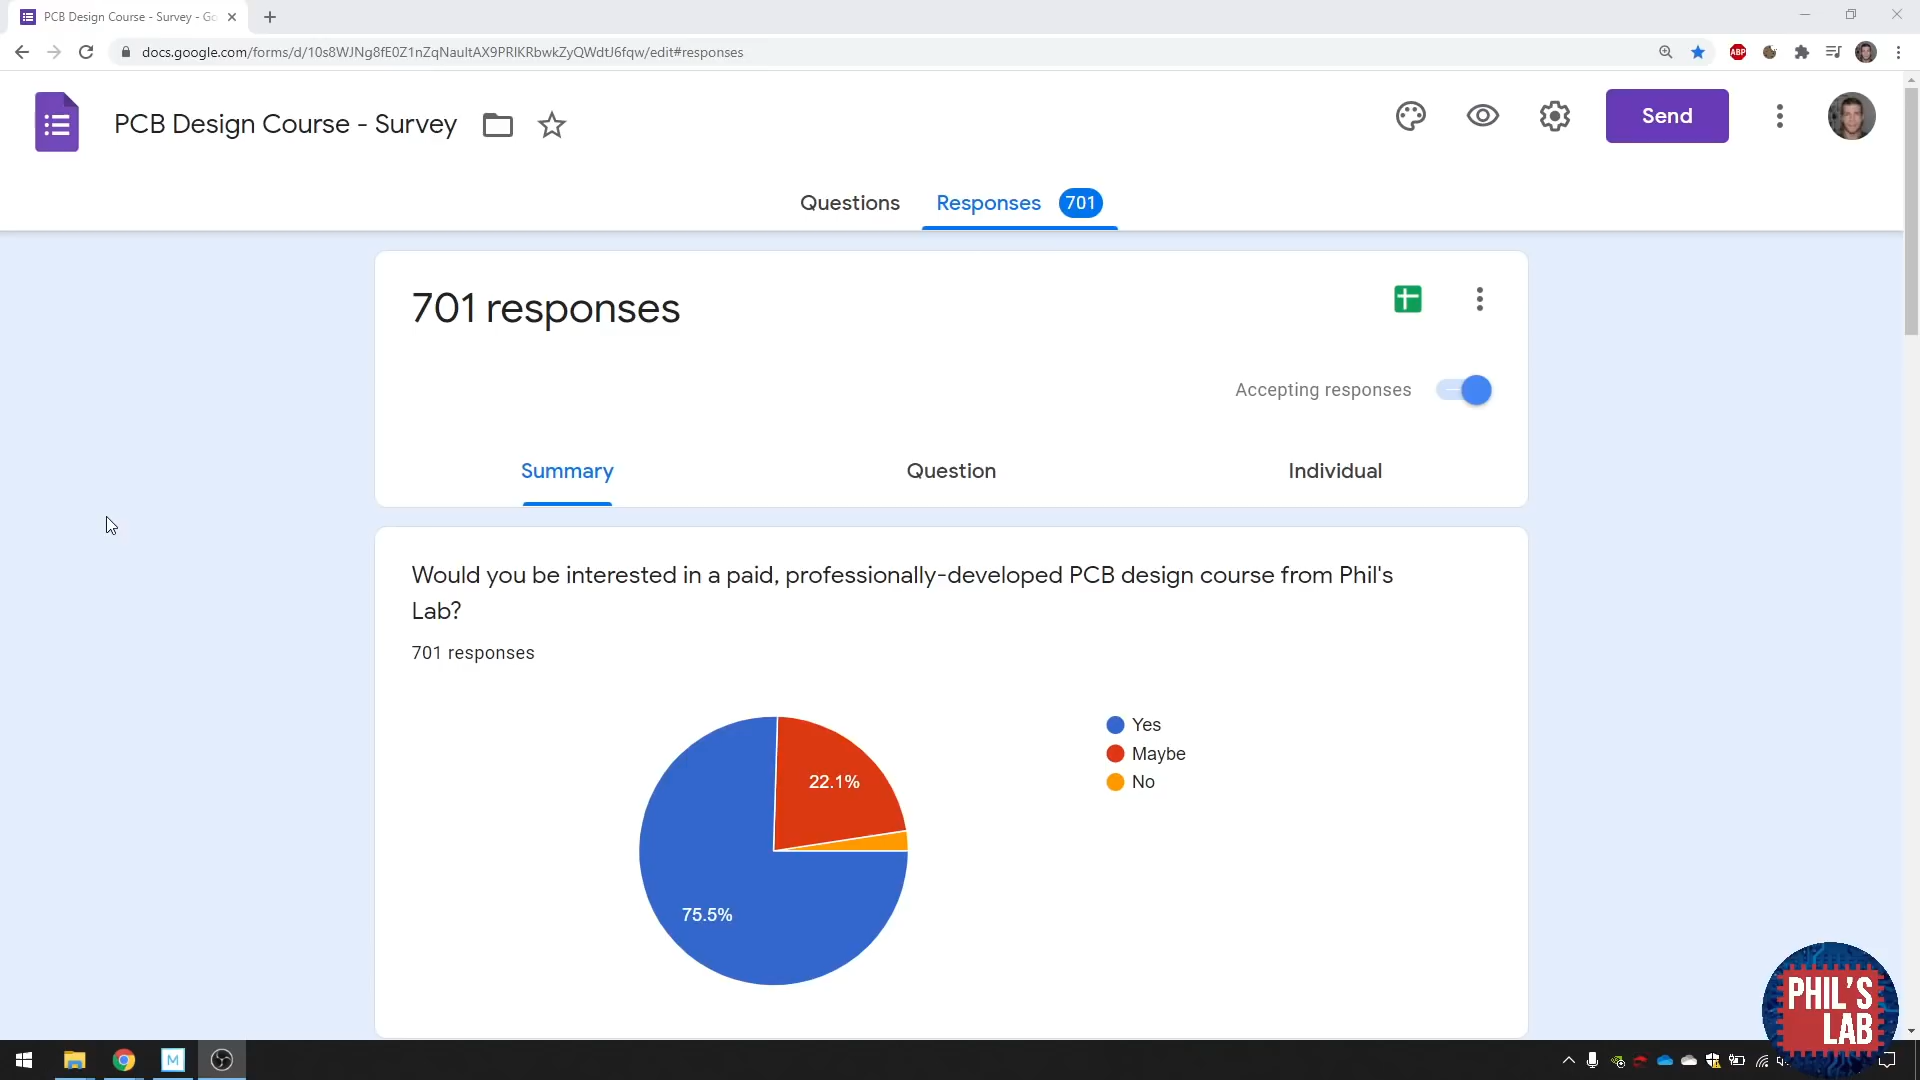 PCB Design Course - Survey - Go
docs.google.com/forms/d/10s8WJNg8fE0Z1nZqNaultAX9PRlKRbwkZyQWdtJ6fqw/edit#responses
ABP
PCB Design Course - Survey
Send
Questions
Responses 701
701 responses
Accepting responses
Summary
Question
Individual
Would you be interested in a paid, professionally-developed PCB design course from Phil's
Lab?
701 responses
Yes
Maybe
No
22.1%
75.5%
PHIL'S
LAB
M